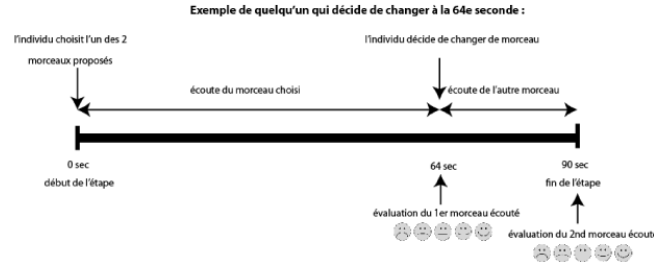 Exemple de quelqu'un qui décide de changer à la 64e seconde :
l'individu choisit l'un des 2
morceaux proposés
l'individu décide de changer de morceau
écoute du morceau choisi
écoute de l'autre morceau
0 sec
début de l'étape
64 sec
90 sec
fin de l'étape
évaluation du 1er morceau écouté
évaluation du 2nd morceau écouté